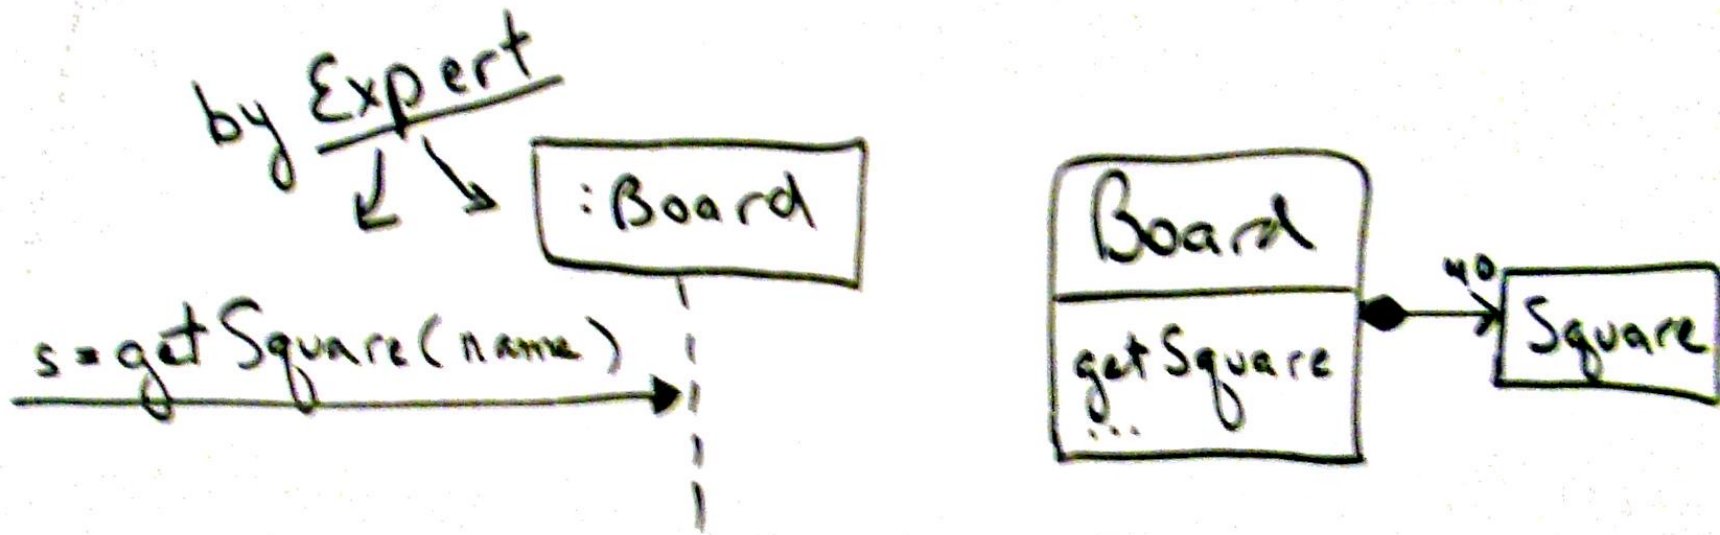 by Expert
:Board
s = getSquare(name)
Board
getSquare
...
40
Square